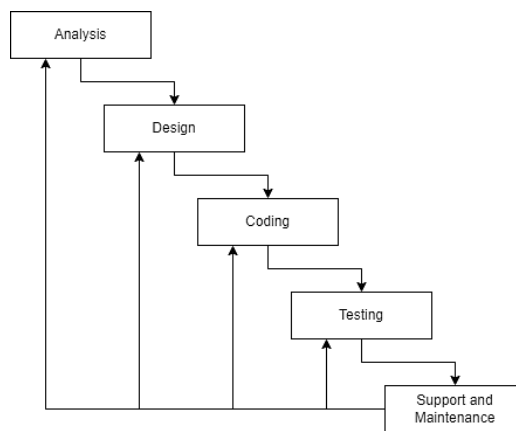 Analysis
Design
Coding
Testing
Support and
Maintenance